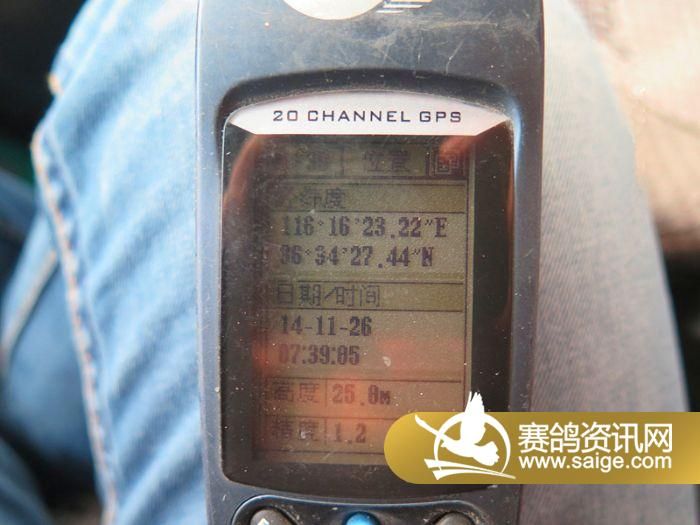 20 CHANNEL GPS
位置
纬度
116°16'23.22"E
36°34'27.44"N
日期/时间
14-11-26
07:39:05
高度 25.0M
精度 1.2
赛鸽资讯网
www.saige.com